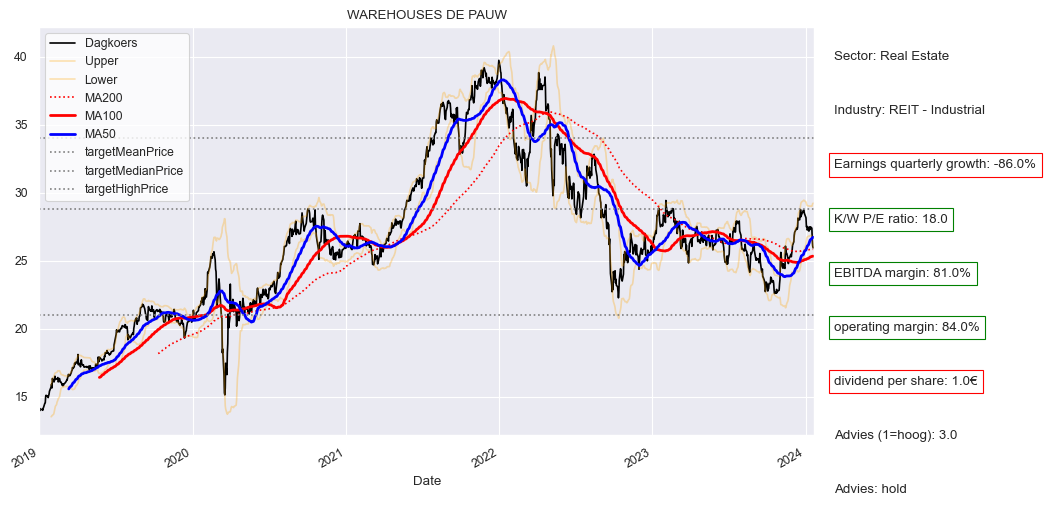 WAREHOUSES DE PAUW
Dagkoers
Upper
Lower
MA200
MA100
MA50
targetMeanPrice
targetMedianPrice
targetHighPrice
40
35
30
25
20
15
2019
2020
2021
2022
2023
2024
Date
Sector: Real Estate
Industry: REIT - Industrial
Earnings quarterly growth: -86.0%
K/W P/E ratio: 18.0
EBITDA margin: 81.0%
operating margin: 84.0%
dividend per share: 1.0€
Advies (1=hoog): 3.0
Advies: hold